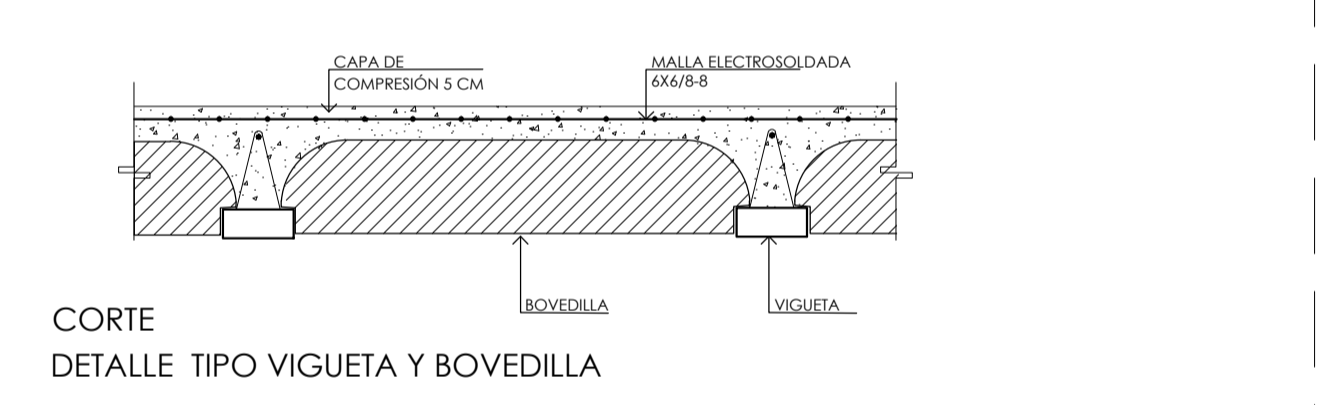 CAPA DE
COMPRESIÓN 5 CM
MALLA ELECTROSOLDADA
6X6/8-8
BOVEDILLA
VIGUETA
CORTE
DETALLE TIPO VIGUETA Y BOVEDILLA